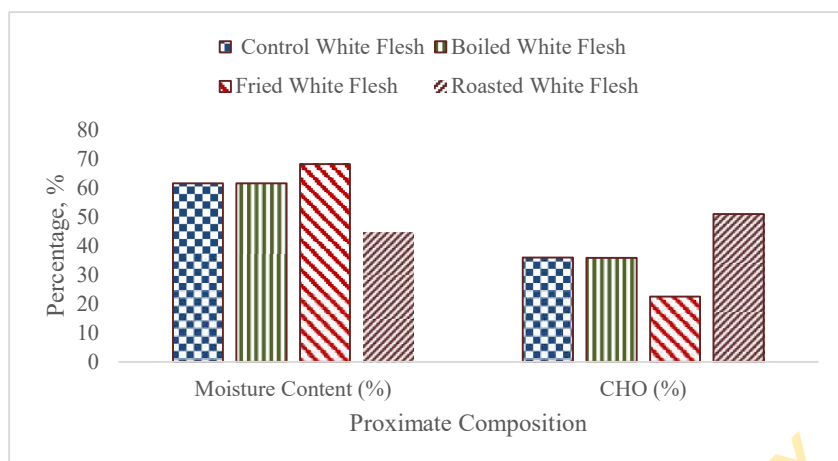 Control White Flesh Boiled White Flesh
Fried White Flesh Roasted White Flesh
80
70
60
50
40
30
20
10
0
Percentage, %
Moisture Content (%) CHO (%)
Proximate Composition